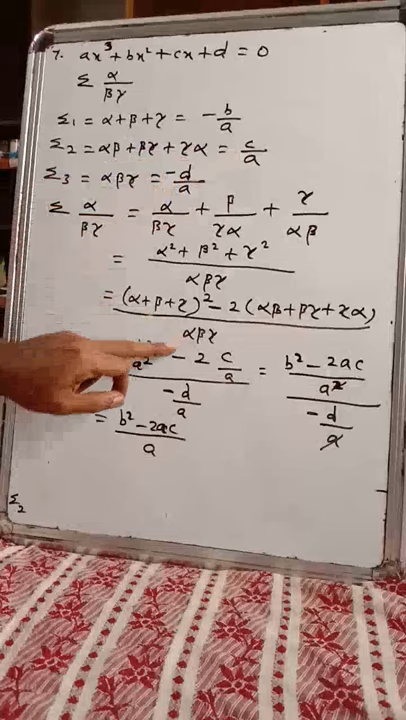 7. ax³ + bx² + cx + d = 0
Σ α/βγ
Σ₁ = α + β + γ = -b/a
Σ₂ = αβ + βγ + γα = c/a
Σ₃ = αβγ = -d/a
Σ α/βγ = α/βγ + β/γα + γ/αβ
= (α² + β² + γ²)/αβγ
= ((α + β + γ)² - 2(αβ + βγ + γα))/αβγ
a² - 2 c/a / -d/a = (b² - 2ac)/a² / -d/a
= (b² - 2ac)/a
Σ₂